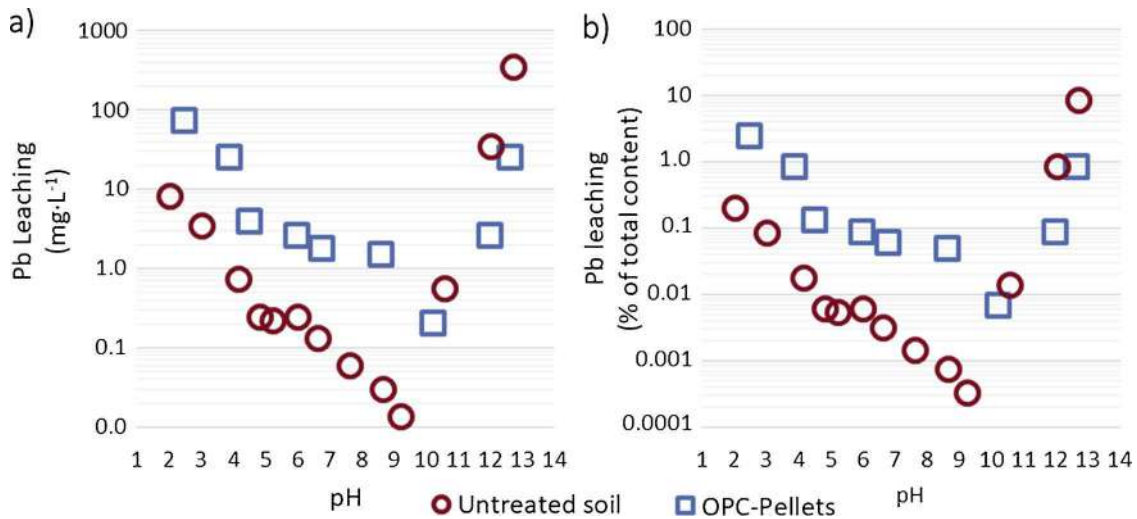 a)
1000
100
10
1.0
0.1
0.0
Pb Leaching
(mg·L⁻¹)
1 2 3 4 5 6 7 8 9 10 11 12 13 14
pH
b)
100
10
1.0
0.1
0.01
0.001
0.0001
Pb leaching
(% of total content)
1 2 3 4 5 6 7 8 9 10 11 12 13 14
pH
Untreated soil
OPC-Pellets